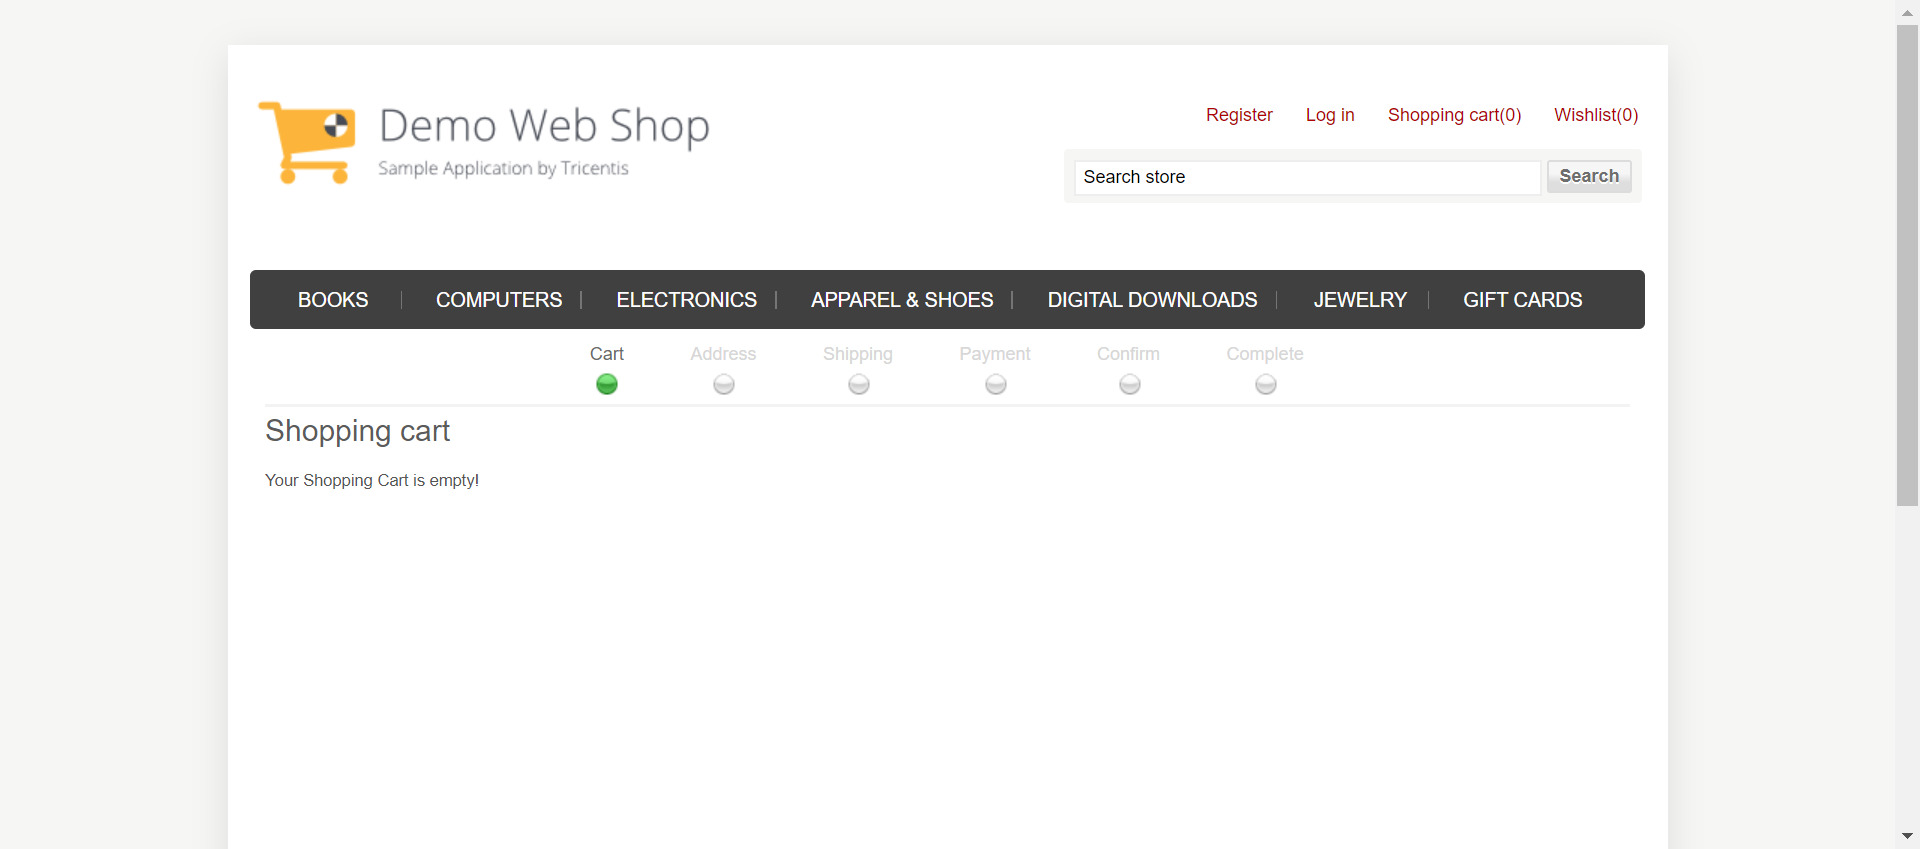 Demo Web Shop
Sample Application by Tricentis
Register Log in Shopping cart(0) Wishlist(0)
Search store Search
BOOKS COMPUTERS ELECTRONICS APPAREL & SHOES DIGITAL DOWNLOADS JEWELRY GIFT CARDS
Cart Address Shipping Payment Confirm Complete
Shopping cart
Your Shopping Cart is empty!